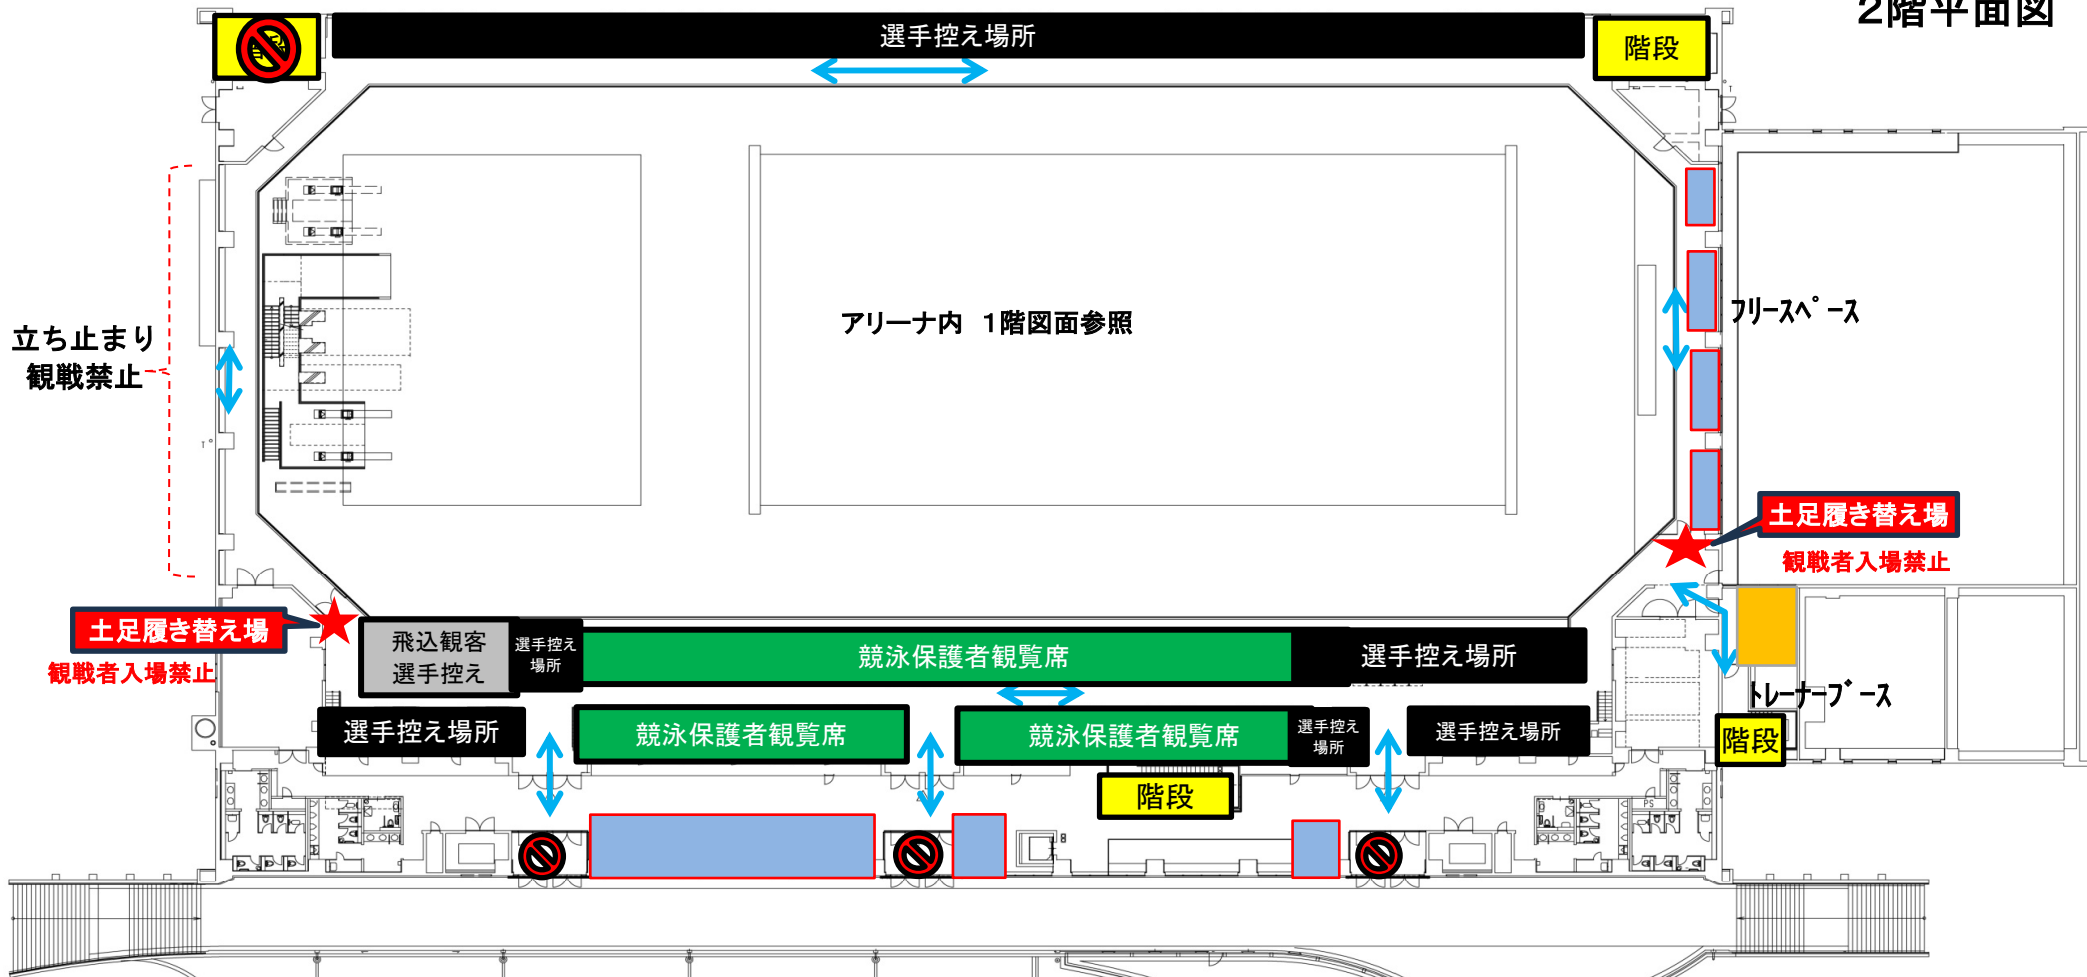 2階平面図
選手控え場所
階段
アリーナ内 1階図面参照
フリースペース
立ち止まり
観戦禁止
土足履き替え場
観戦者入場禁止
土足履き替え場
観戦者入場禁止
飛込観客
選手控え
選手控え
場所
競泳保護者観覧席
選手控え場所
トレーナーブース
選手控え場所
競泳保護者観覧席
競泳保護者観覧席
選手控え
場所
選手控え場所
階段
階段
PS